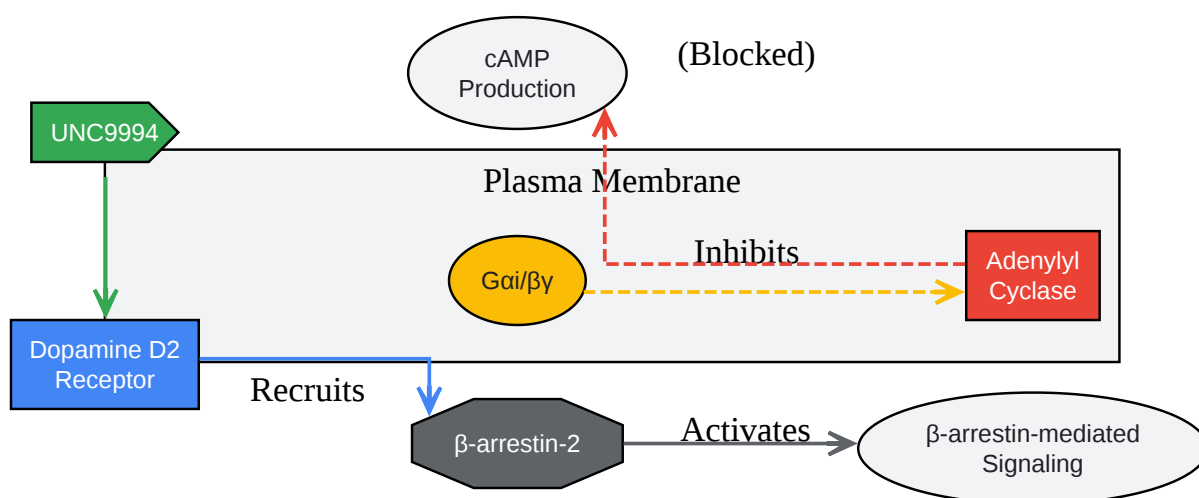 cAMP
Production
(Blocked)
UNC9994
Plasma Membrane
Inhibits
Gαi/βγ
Adenylyl
Cyclase
Dopamine D2
Receptor
Recruits
β-arrestin-2
Activates
β-arrestin-mediated
Signaling